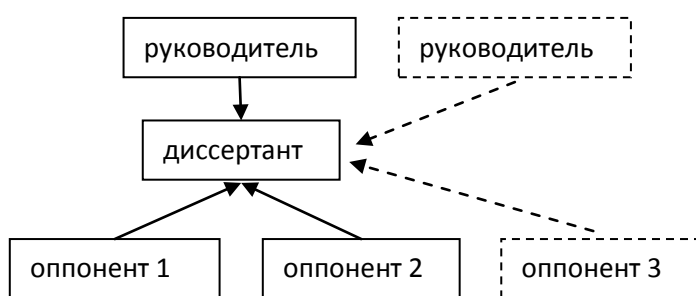 руководитель
руководитель
диссертант
оппонент 1
оппонент 2
оппонент 3